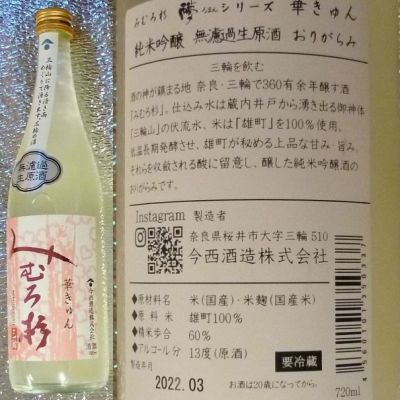 三輪山に降る湧き雨
無濾過
生原酒
みむろ杉
華きゅん
みむろ杉 ろまんシリーズ 華きゅん
純米吟醸 無濾過生原酒 おりがらみ
三輪を飲む
酒の神が鎮まる地 奈良・三輪で360有余年醸す酒
「みむろ杉」。仕込み水は蔵内井戸から湧き出る御神体
「三輪山」の伏流水、米は「雄町」を100%使用。
低温長期発酵させ、雄町が秘める上品な甘み・旨み、
それらを収斂される酸に留意し、醸した純米吟醸酒の
おりがらみです。
Instagram 製造者
奈良県桜井市大字三輪510
今西酒造株式会社
◆原材料名 米(国産)・米麹(国産米)
◆原料米 雄町100%
◆精米歩合 60%
◆アルコール分 13度(原酒)
製造年月 2022.03
要冷蔵
お酒は20歳になってから。
720ml